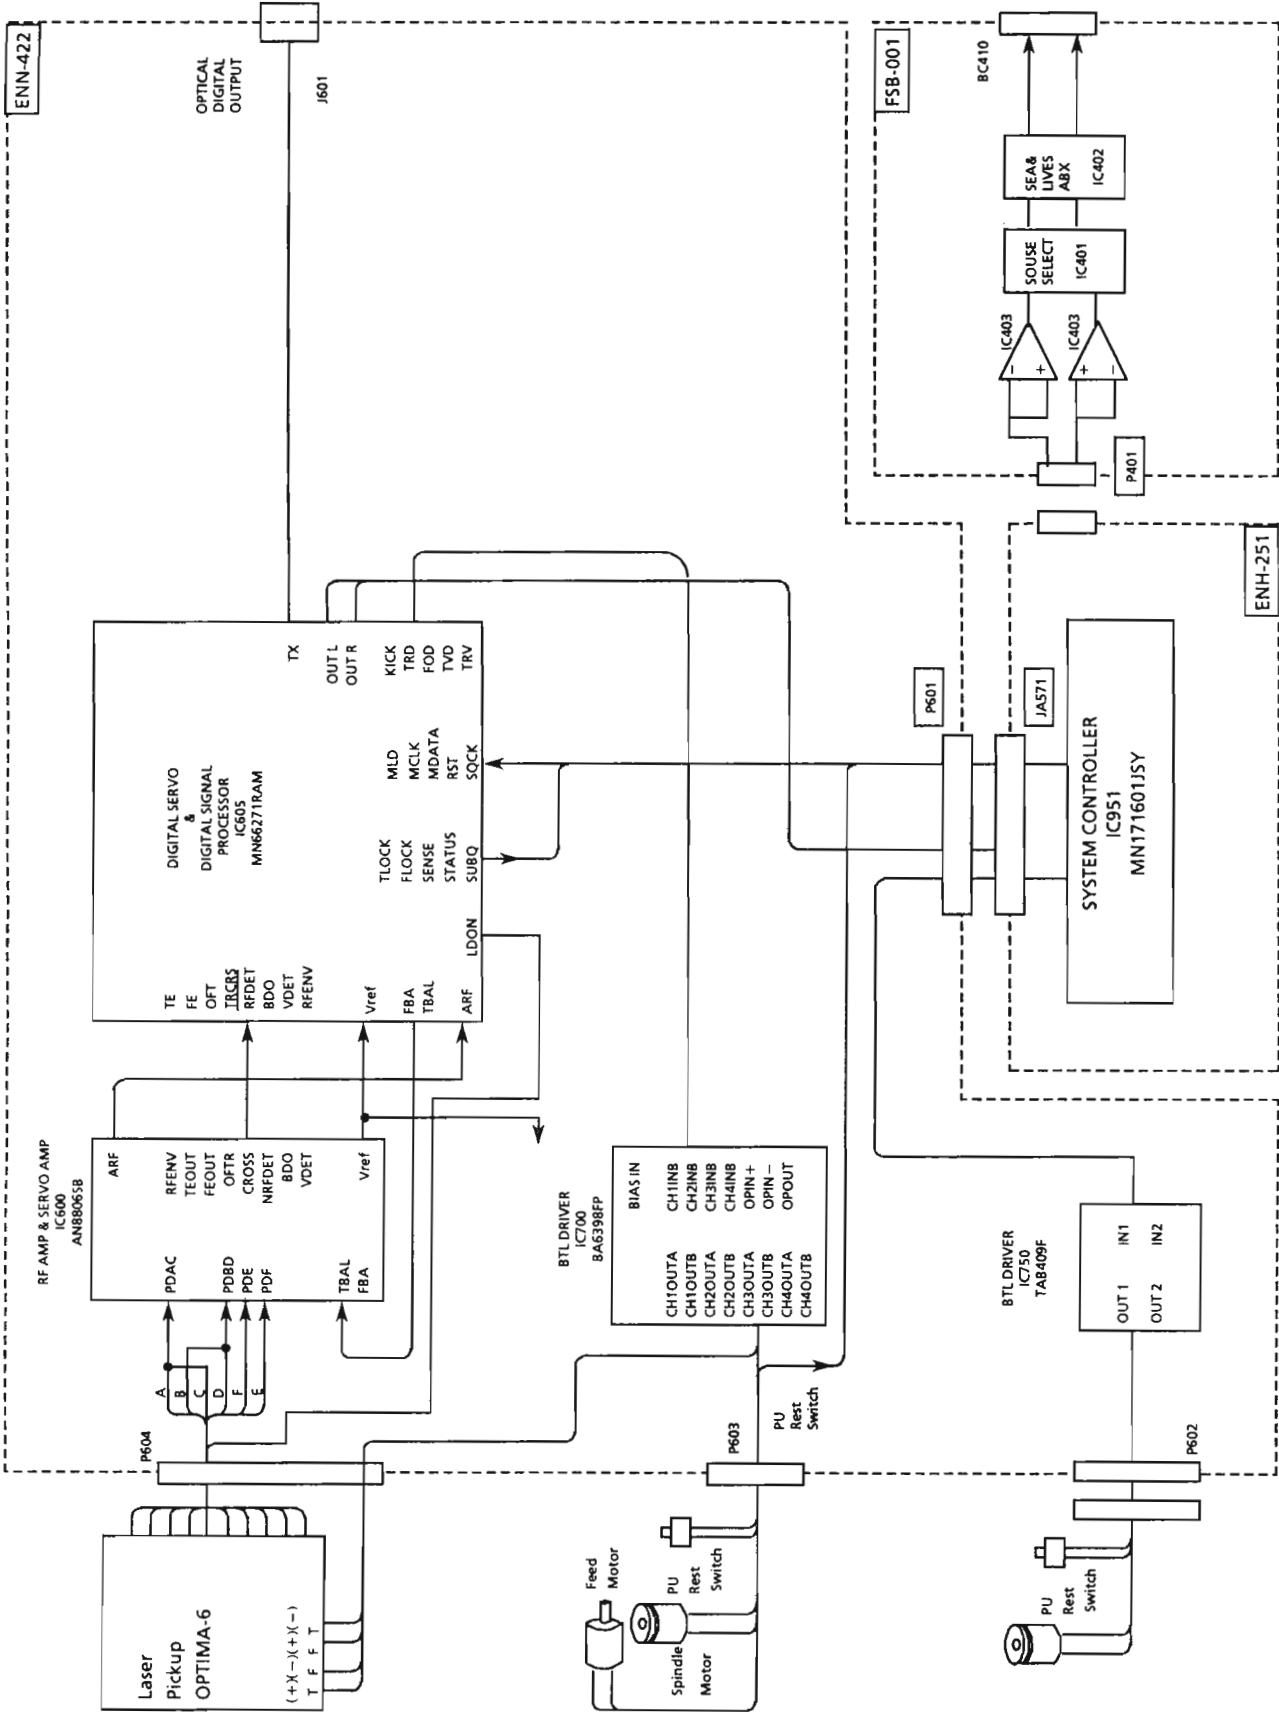 ENN-422
OPTICAL
DIGITAL
OUTPUT
J601
FSB-001
BC410
SEA&
LIVES
ABX
IC402
SOUSE
SELECT
IC401
IC403
IC403
P401
ENH-251
DIGITAL SERVO
&
DIGITAL SIGNAL
PROCESSOR
IC605
MN66271RAM
TX
OUT L
OUT R
KICK
TRD
FOD
TVD
TRV
MLD
MCLK
MDATA
RST
SQCK
TLOCK
FLOCK
SENSE
STATUS
SUBQ
LDON
TE
FE
OFT
TRCRS
RFDET
BDO
VDET
RFENV
Vref
FBA
TBAL
ARF
P601
JA571
SYSTEM CONTROLLER
IC951
MN171601JSY
RF AMP & SERVO AMP
IC600
AN8806SB
ARF
RFENV
TEOUT
FEOUT
OFTR
CROSS
NRFDET
BDO
VDET
Vref
PDAC
PDBD
PDE
PDF
TBAL
FBA
A
B
C
D
F
E
BTL DRIVER
IC700
BA6398FP
BIAS IN
CH1INB
CH2INB
CH3INB
CH4INB
OPIN+
OPIN−
OPOUT
CH1OUTA
CH1OUTB
CH2OUTA
CH2OUTB
CH3OUTA
CH3OUTB
CH4OUTA
CH4OUTB
BTL DRIVER
IC750
TAB409F
IN1
IN2
OUT 1
OUT 2
P604
P603
PU
Rest
Switch
P602
Laser
Pickup
OPTIMA-6
(+)(−)(+)(−)
T F F T
Feed
Motor
PU
Rest
Switch
Spindle
Motor
PU
Rest
Switch